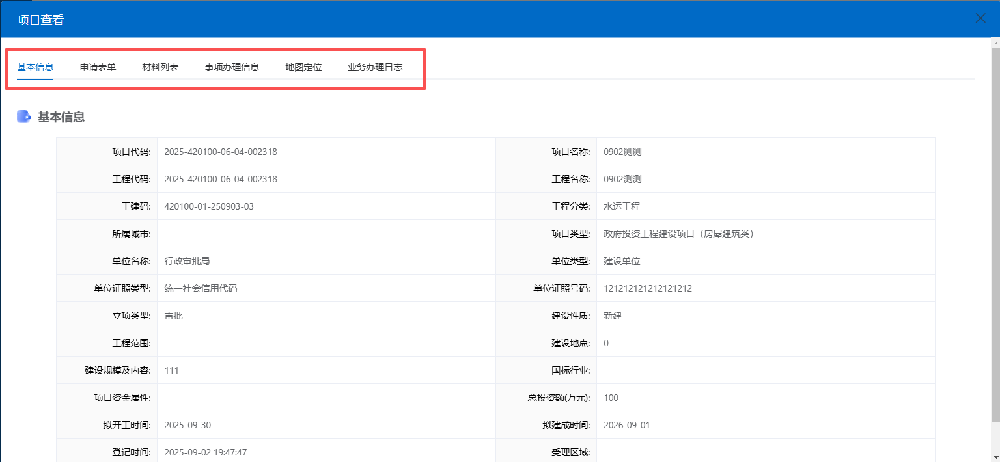 项目查看
基本信息 申请表单 材料列表 事项办理信息 地图定位 业务办理日志
基本信息
项目代码: 2025-420100-06-04-002318 项目名称: 0902测测
工程代码: 2025-420100-06-04-002318 工程名称: 0902测测
工建码: 420100-01-250903-03 工程分类: 水运工程
所属城市: 项目类型: 政府投资工程建设项目（房屋建筑类）
单位名称: 行政审批局 单位类型: 建设单位
单位证照类型: 统一社会信用代码 单位证照号码: 121212121212121212
立项类型: 审批 建设性质: 新建
工程范围: 建设地点: 0
建设规模及内容: 111 国标行业:
项目资金属性: 总投资额(万元): 100
拟开工时间: 2025-09-30 拟建成时间: 2026-09-01
登记时间: 2025-09-02 19:47:47 受理区域: